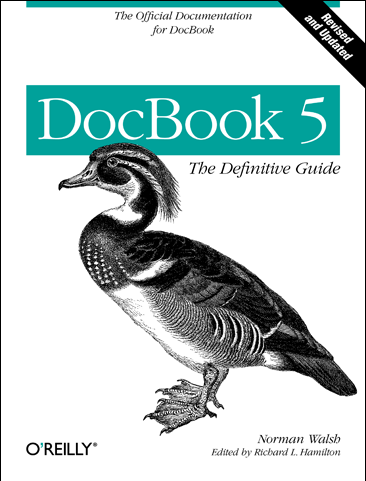 The Official Documentation
for DocBook
Revised
and Updated
DocBook 5
The Definitive Guide
O'REILLY®
Norman Walsh
Edited by Richard L. Hamilton